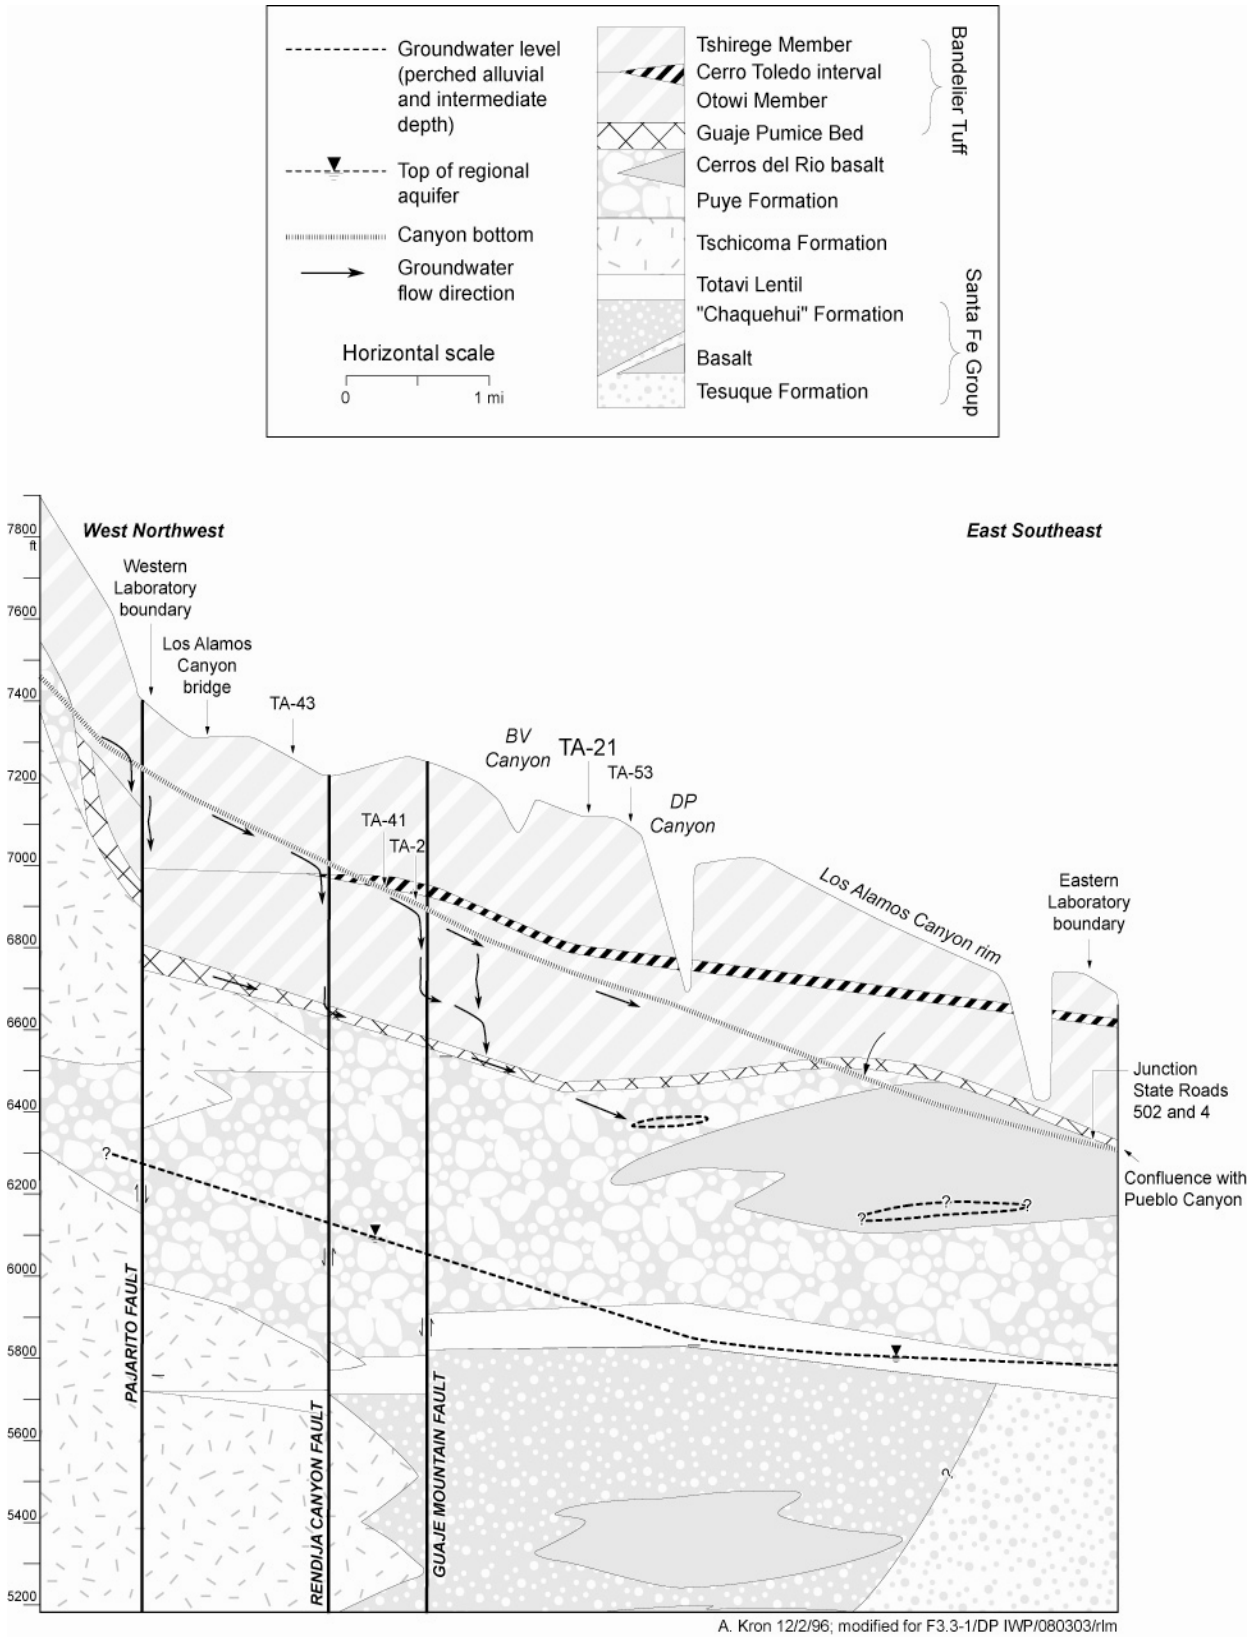 Groundwater level
(perched alluvial
and intermediate
depth)
Top of regional
aquifer
Canyon bottom
Groundwater
flow direction
Horizontal scale
0 1 mi
Tshirege Member
Cerro Toledo interval
Otowi Member
Guaje Pumice Bed
Cerros del Rio basalt
Puye Formation
Tschicoma Formation
Totavi Lentil
"Chaquehui" Formation
Basalt
Tesuque Formation
Bandelier Tuff
Santa Fe Group
West Northwest
East Southeast
7800
ft
7600
7400
7200
7000
6800
6600
6400
6200
6000
5800
5600
5400
5200
Western
Laboratory
boundary
Los Alamos
Canyon
bridge
TA-43
BV
Canyon
TA-21
TA-53
DP
Canyon
TA-41
TA-2
Los Alamos Canyon rim
Eastern
Laboratory
boundary
Junction
State Roads
502 and 4
Confluence with
Pueblo Canyon
?
?
?
?
?
PAJARITO FAULT
RENDIJA CANYON FAULT
GUAJE MOUNTAIN FAULT
A. Kron 12/2/96; modified for F3.3-1/DP IWP/080303/rlm